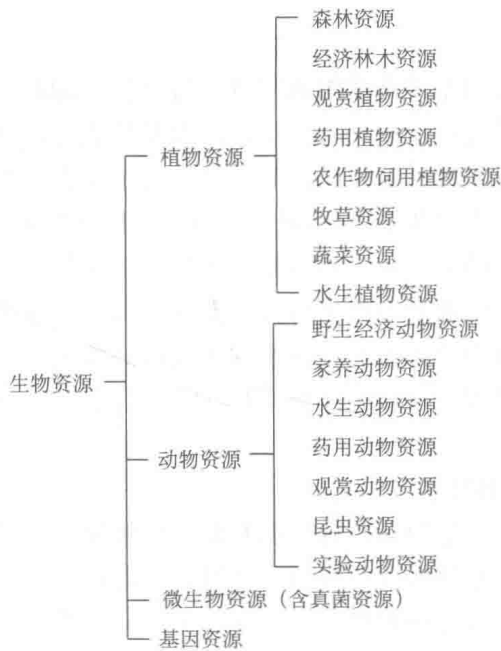 森林资源
经济林木资源
观赏植物资源
药用植物资源
植物资源
农作物饲用植物资源
牧草资源
蔬菜资源
水生植物资源
野生经济动物资源
家养动物资源
生物资源
水生动物资源
药用动物资源
动物资源
观赏动物资源
昆虫资源
实验动物资源
微生物资源（含真菌资源）
基因资源